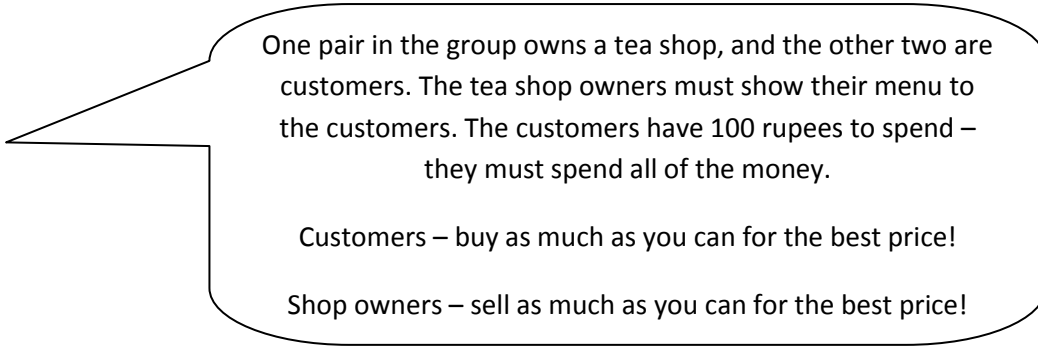 One pair in the group owns a tea shop, and the other two are
customers. The tea shop owners must show their menu to
the customers. The customers have 100 rupees to spend –
they must spend all of the money.
Customers – buy as much as you can for the best price!
Shop owners – sell as much as you can for the best price!